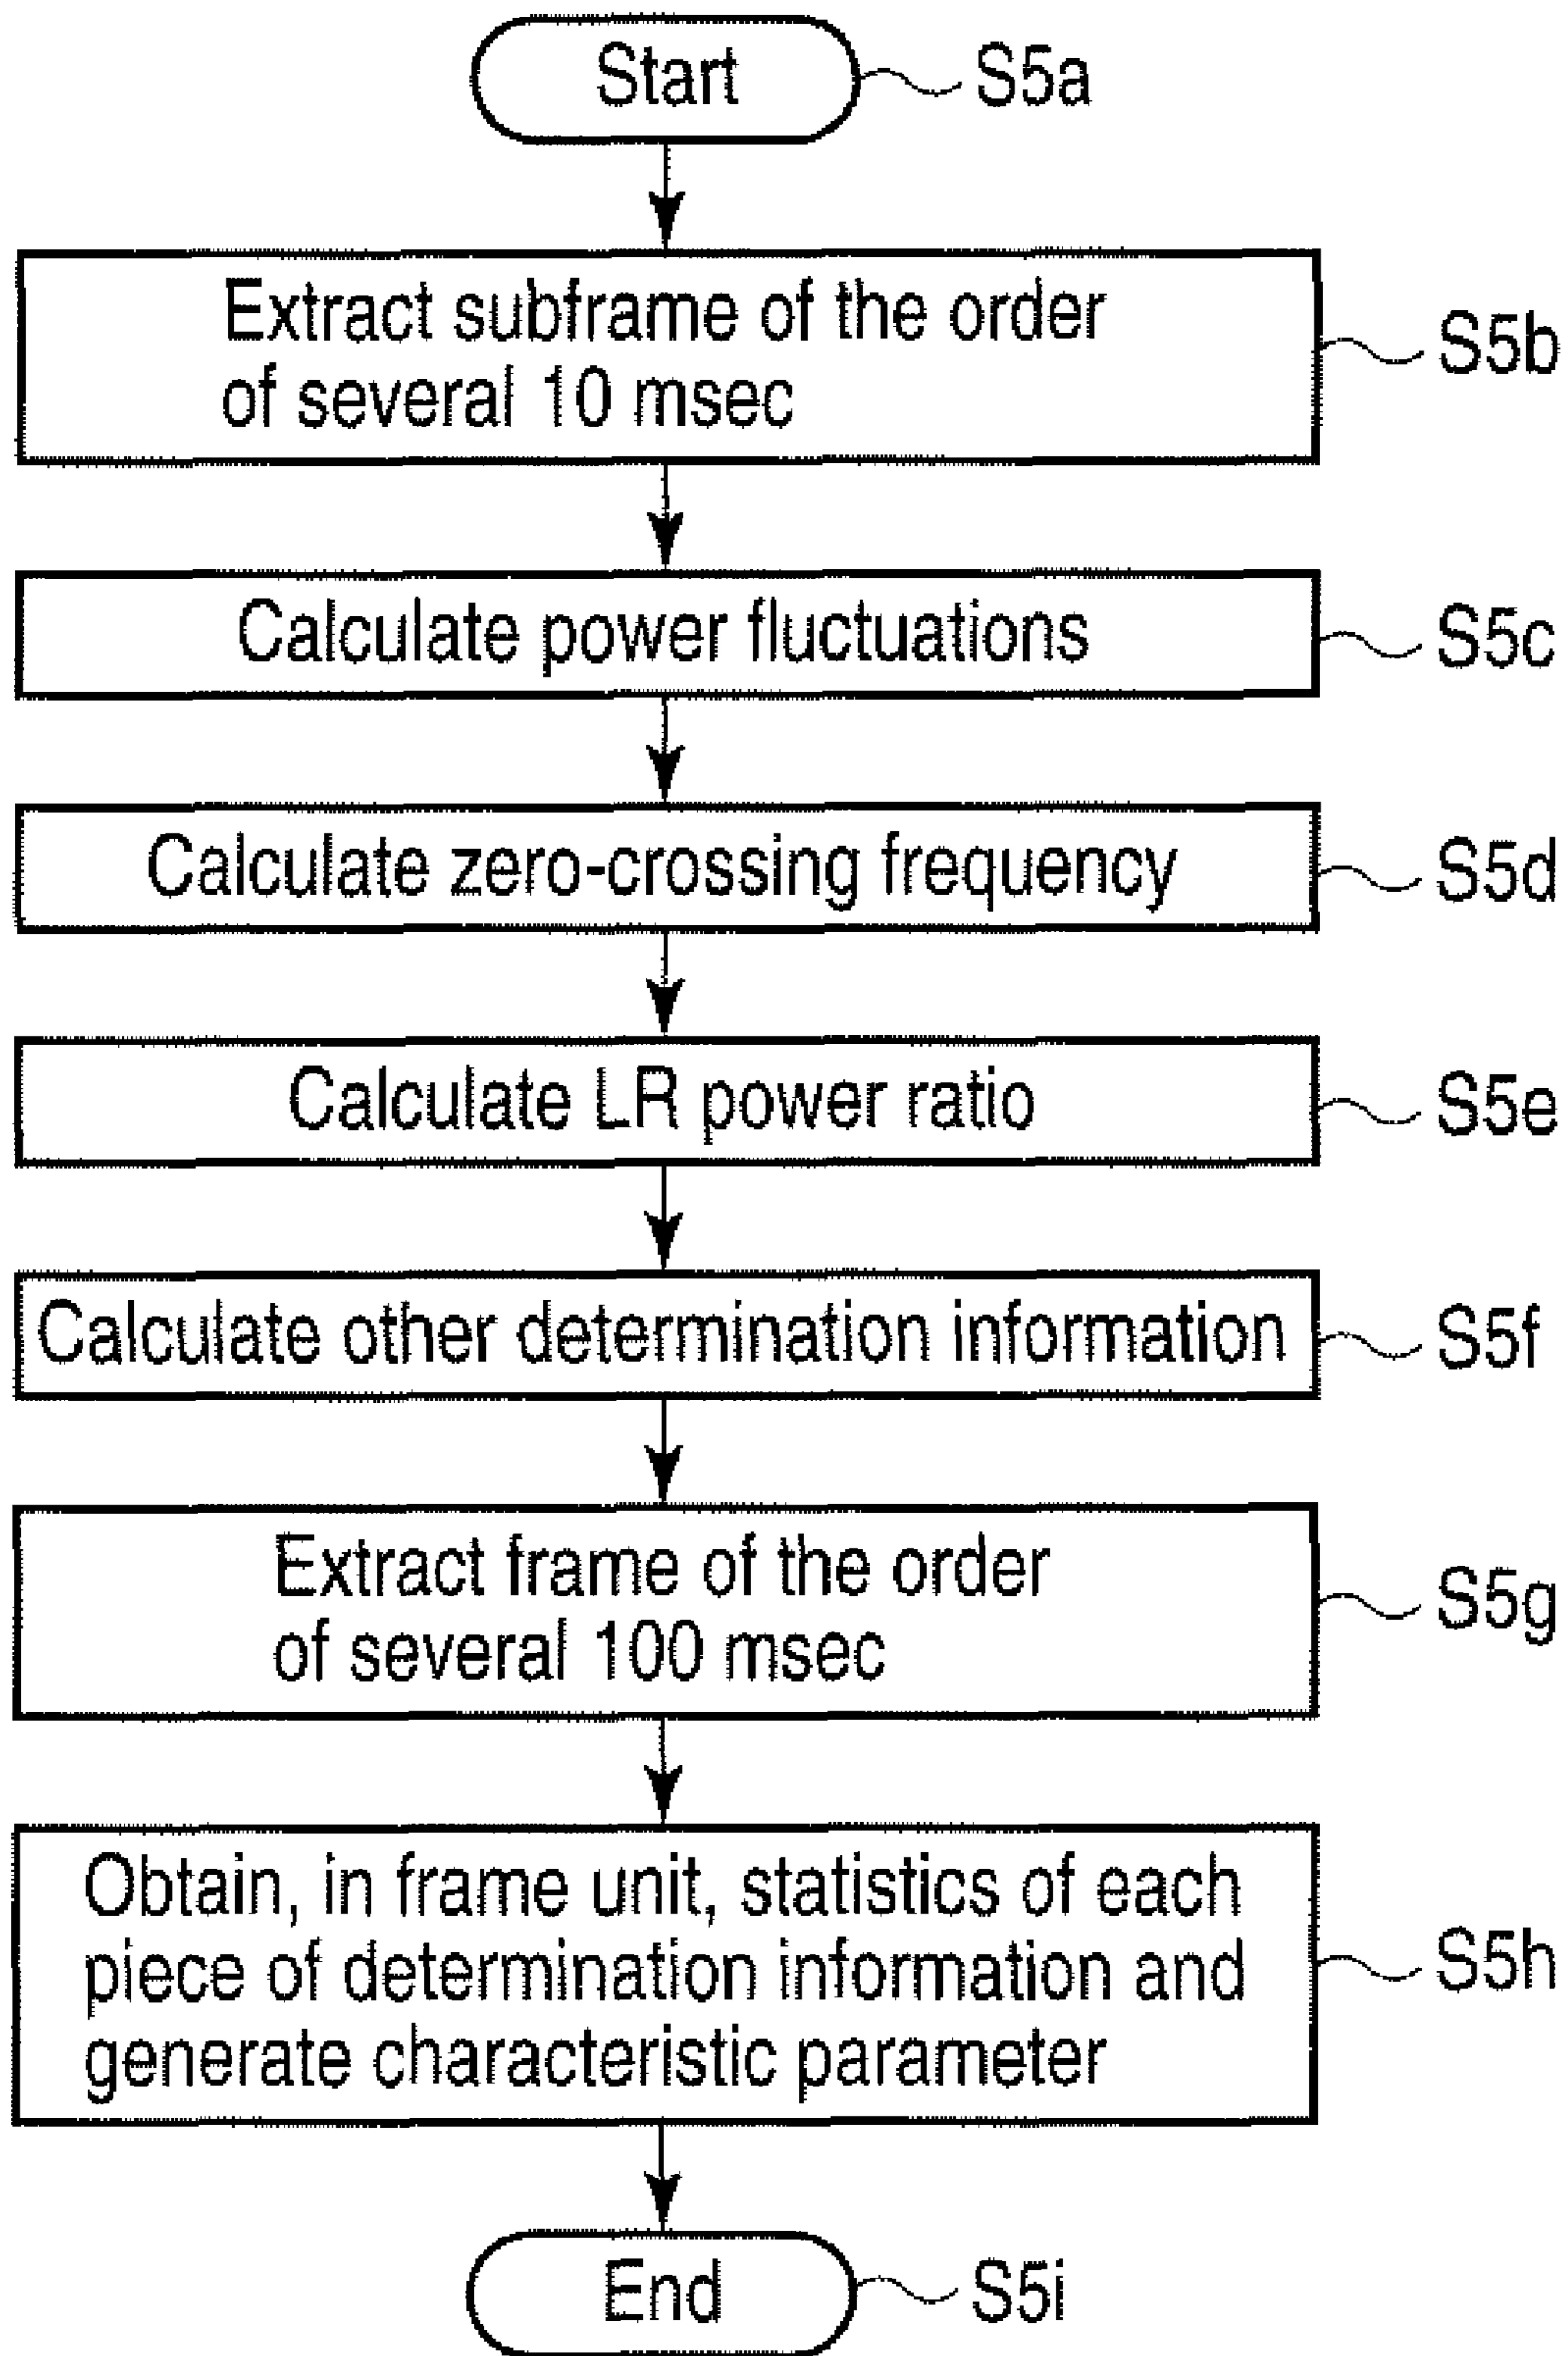 Start
S5a
Extract subframe of the order
of several 10 msec
S5b
Calculate power fluctuations
S5c
Calculate zero-crossing frequency
S5d
Calculate LR power ratio
S5e
Calculate other determination information
S5f
Extract frame of the order
of several 100 msec
S5g
Obtain, in frame unit, statistics of each
piece of determination information and
generate characteristic parameter
S5h
End
S5i